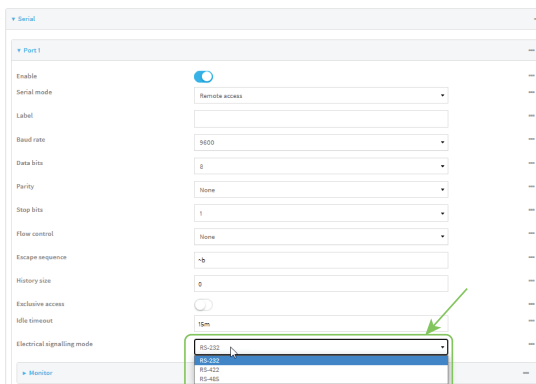 Serial
Port 1
Enable
Serial mode
Remote access
Label
Baud rate
9600
Data bits
8
Parity
None
Stop bits
1
Flow control
None
Escape sequence
~b
History size
0
Exclusive access
Idle timeout
15m
Electrical signalling mode
RS-232
RS-232
RS-422
RS-485
Monitor